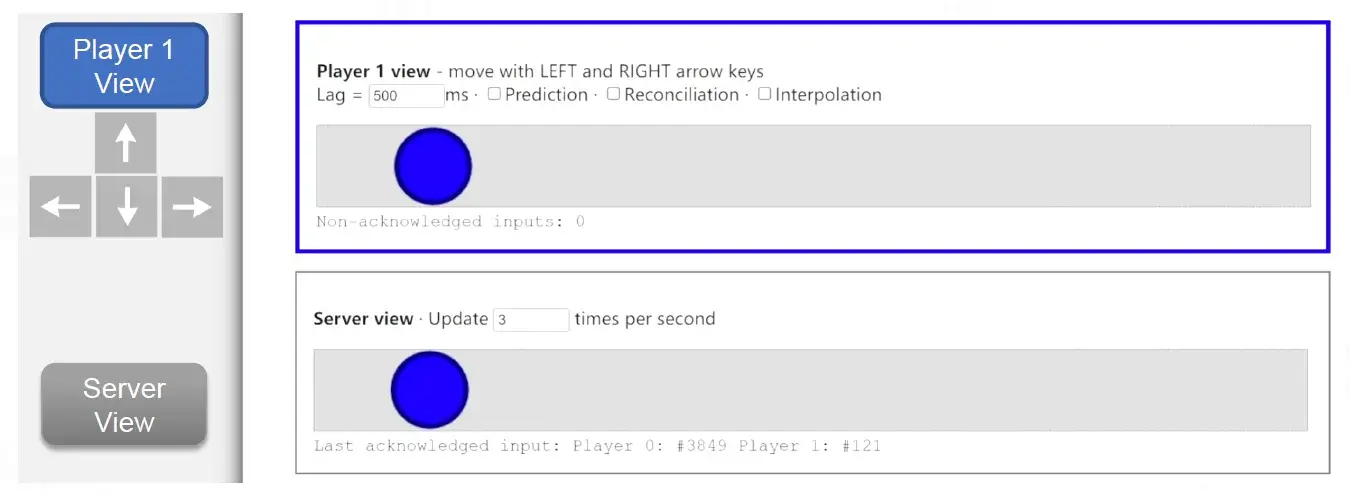 Player 1
View
Server
View
Player 1 view - move with LEFT and RIGHT arrow keys
Lag = 500 ms · Prediction · Reconciliation · Interpolation
Non-acknowledged inputs: 0
Server view · Update 3 times per second
Last acknowledged input: Player 0: #3849 Player 1: #121